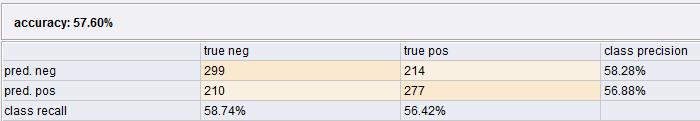 accuracy: 57.60%
true neg true pos class precision
pred. neg 299 214 58.28%
pred. pos 210 277 56.88%
class recall 58.74% 56.42%